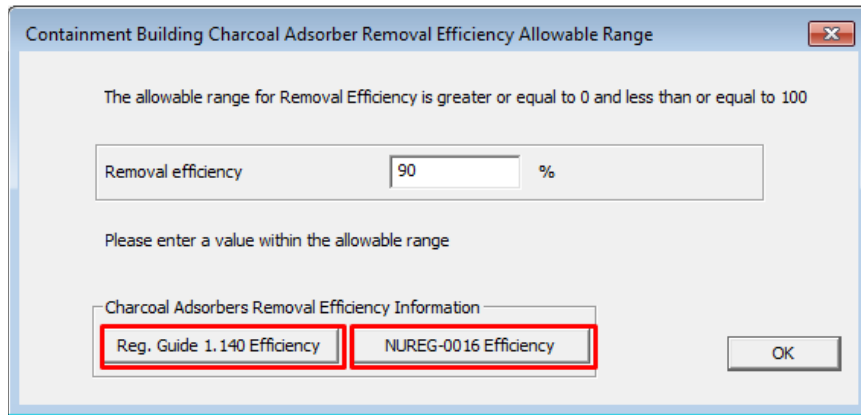 Containment Building Charcoal Adsorber Removal Efficiency Allowable Range
The allowable range for Removal Efficiency is greater or equal to 0 and less than or equal to 100
Removal efficiency 90 %
Please enter a value within the allowable range
Charcoal Adsorbers Removal Efficiency Information
Reg. Guide 1.140 Efficiency NUREG-0016 Efficiency OK